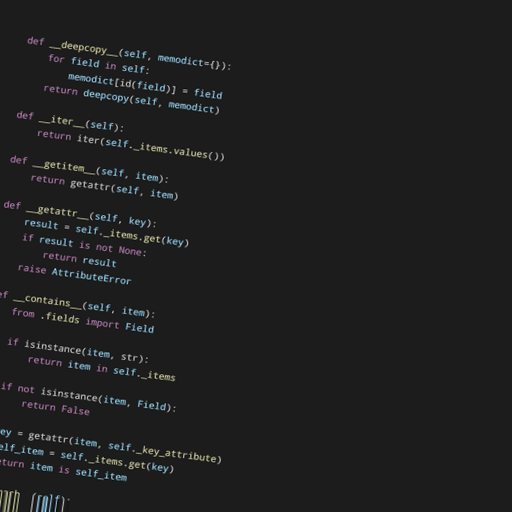 def __deepcopy__(self, memodict={}):
for field in self:
memodict[id(field)] = field
return deepcopy(self, memodict)
def __iter__(self):
return iter(self._items.values())
def __getitem__(self, item):
return getattr(self, item)
def __getattr__(self, key):
result = self._items.get(key)
if result is not None:
return result
raise AttributeError
ef __contains__(self, item):
from .fields import Field
if isinstance(item, str):
return item in self._items
if not isinstance(item, Field):
return False
ey = getattr(item, self._key_attribute)
elf_item = self._items.get(key)
eturn item is self_item